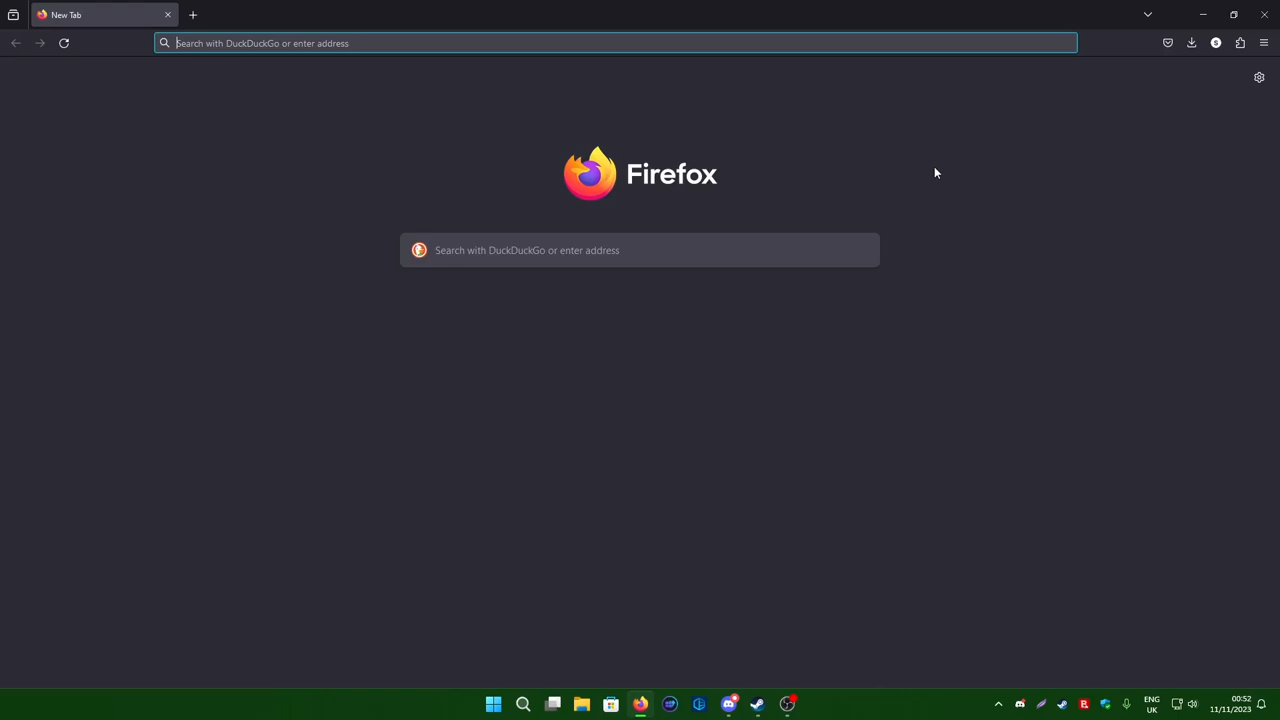 New Tab
Search with DuckDuckGo or enter address
Firefox
Search with DuckDuckGo or enter address
ENG
UK
00:52
11/11/2023